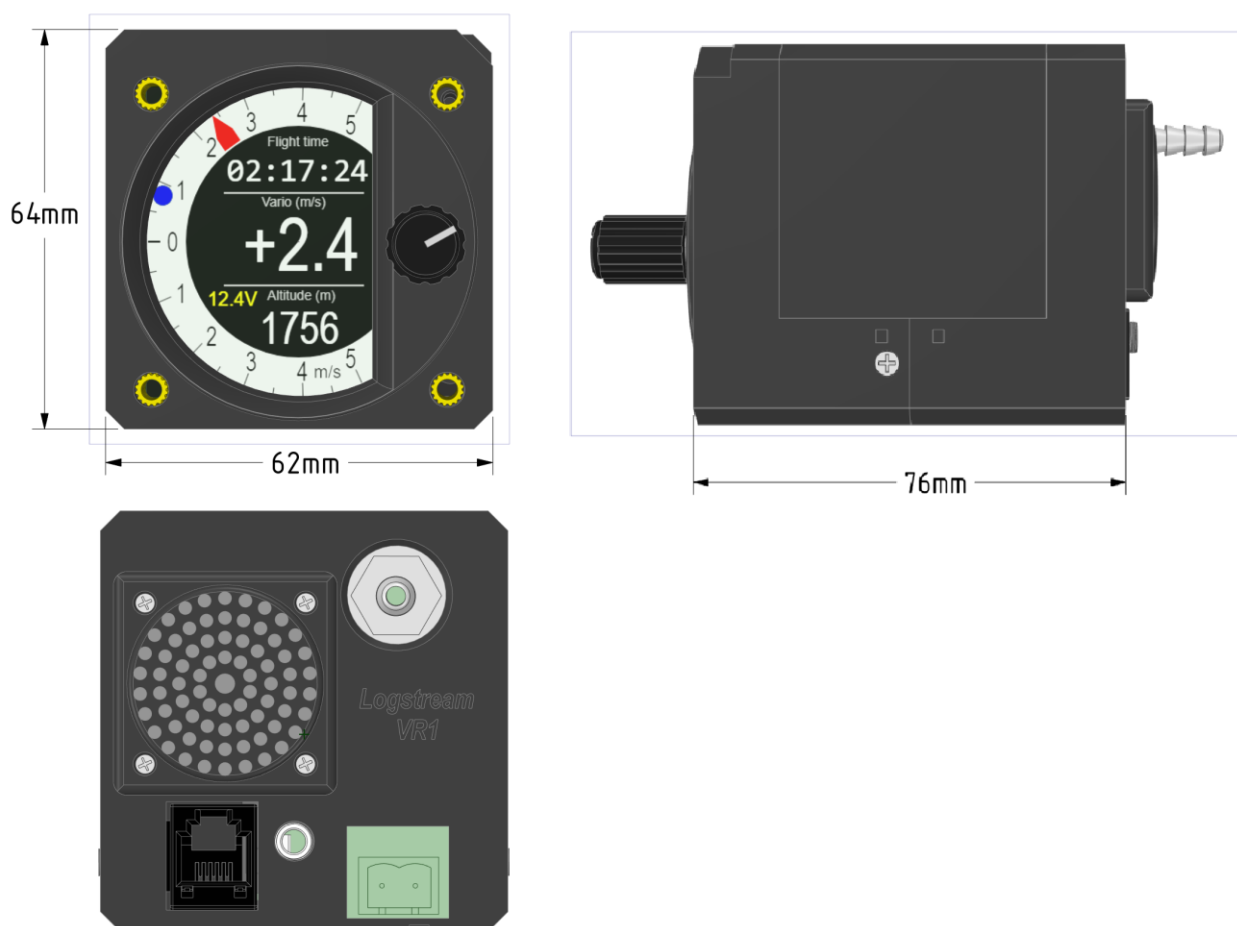 64mm
5
4
3
2
1
0
1
2
3
4 m/s
5
Flight time
02:17:24
Vario (m/s)
+2.4
12.4V
Altitude (m)
1756
62mm
76mm
Logstream
VR1